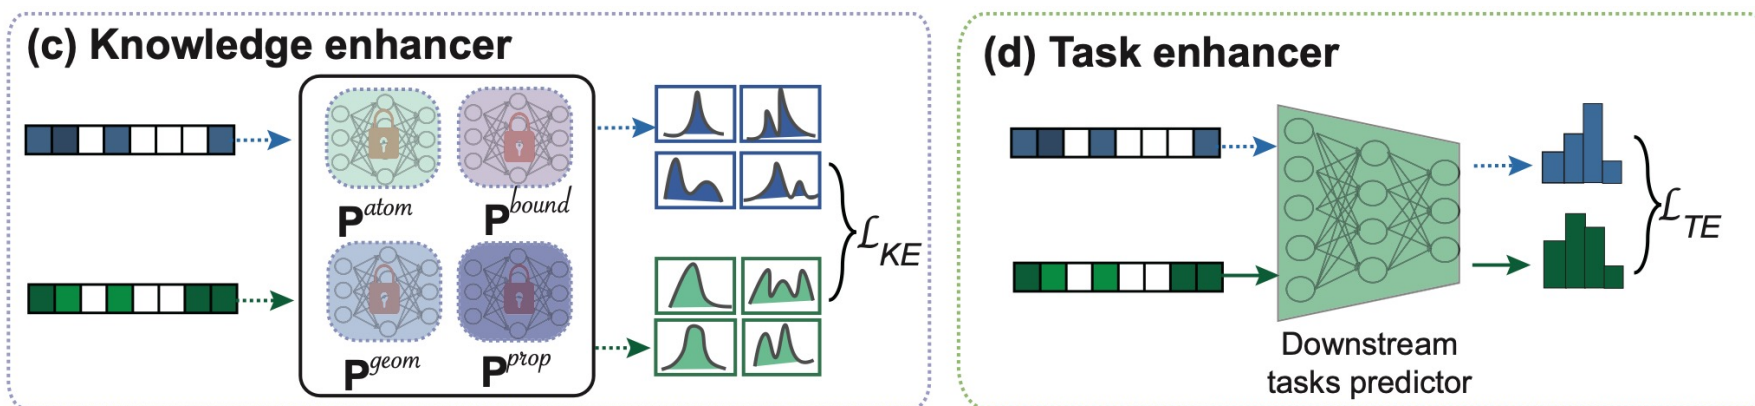 (c) Knowledge enhancer
P^atom
P^bound
P^geom
P^prop
ℒ_KE
(d) Task enhancer
Downstream
tasks predictor
ℒ_TE